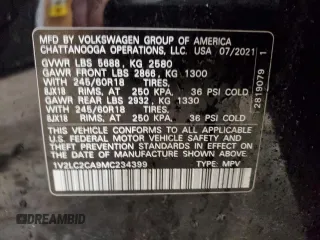 MFD BY VOLKSWAGEN GROUP OF AMERICA
CHATTANOOGA OPERATIONS, LLC. USA 07/2021
GVWR LBS 5688, KG 2580
GAWR FRONT LBS 2866, KG 1300
WITH 245/60R18 TIRES,
8JX18 RIMS, AT 250 KPA, 36 PSI COLD
GAWR REAR LBS 2932, KG 1330
WITH 245/60R18 TIRES,
8JX18 RIMS, AT 250 KPA, 36 PSI COLD
THIS VEHICLE CONFORMS TO ALL APPLICABLE
U.S. FEDERAL MOTOR VEHICLE SAFETY AND
THEFT PREVENTION STANDARDS IN EFFECT ON
THE DATE OF MANUFACTURE SHOWN ABOVE.
1V2LC2CA9MC234399 TYPE: MPV
2819079 1
DREAMBID